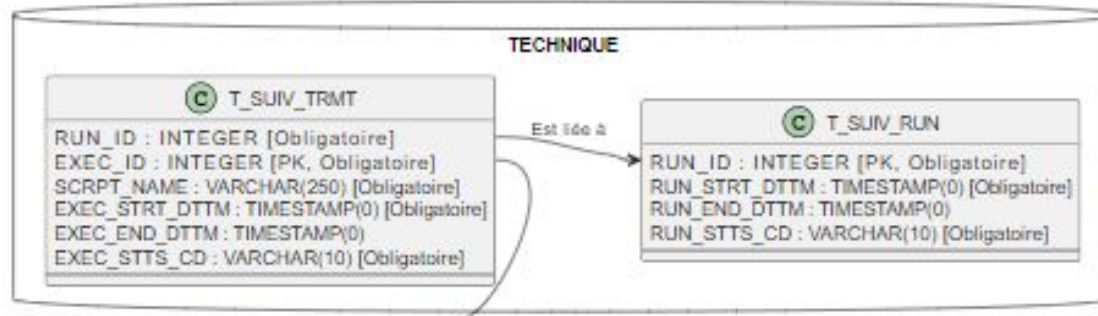 TECHNIQUE
C T_SUIV_TRMT
RUN_ID : INTEGER [Obligatoire]
EXEC_ID : INTEGER [PK, Obligatoire]
SCRPT_NAME : VARCHAR(250) [Obligatoire]
EXEC_STRT_DTTM : TIMESTAMP(0) [Obligatoire]
EXEC_END_DTTM : TIMESTAMP(0)
EXEC_STTS_CD : VARCHAR(10) [Obligatoire]
Est liée à
C T_SUIV_RUN
RUN_ID : INTEGER [PK, Obligatoire]
RUN_STRT_DTTM : TIMESTAMP(0) [Obligatoire]
RUN_END_DTTM : TIMESTAMP(0)
RUN_STTS_CD : VARCHAR(10) [Obligatoire]